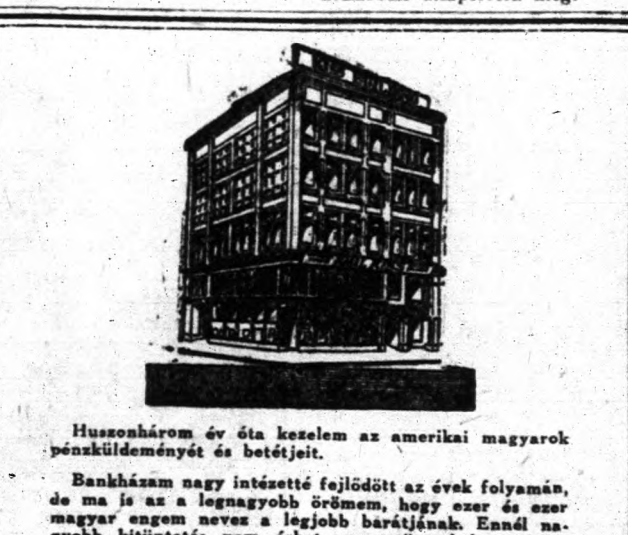 Huszonhárom év óta kezelem az amerikai magyarok
pénzküldeményét és betétjeit.
Bankházam nagy intézetté fejlődött az évek folyamán,
de ma is az a legnagyobb örömem, hogy ezer és ezer
magyar engem nevez a legjobb barátjának. Ennél na-